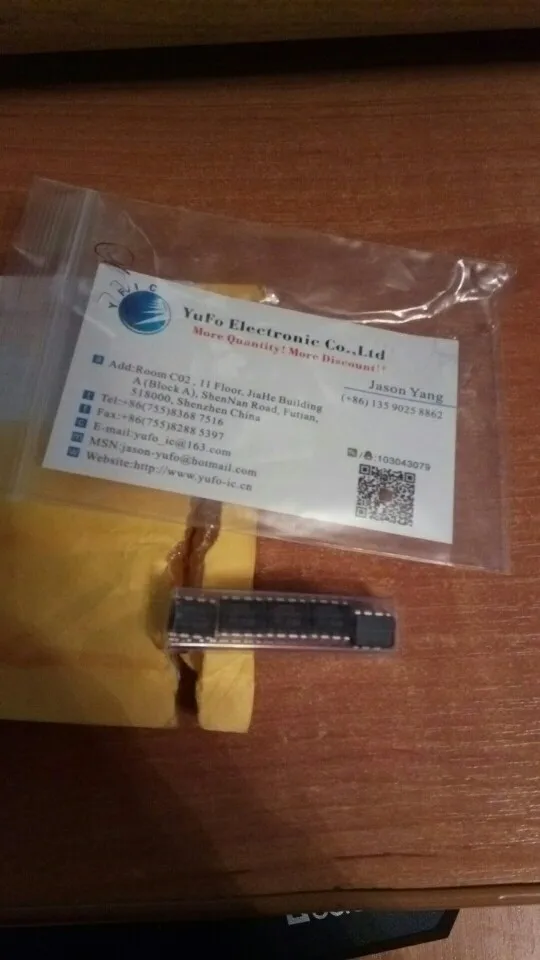 YFIC
YuFo Electronic Co.,Ltd
More Quantity! More Discount!
Jason Yang
(+86) 135 9025 8862
a Add:Room C02 , 11 Floor, JiaHe Building
A (Block A), ShenNan Road, Futian,
518000, Shenzhen China
t Tel:+86(755)8368 7516
f Fax:+86(755)8288 5397
e E-mail:yufo_ic@163.com
m MSN:jason-yufo@hotmail.com
w Website:http://www.yufo-ic.cn
:103043079